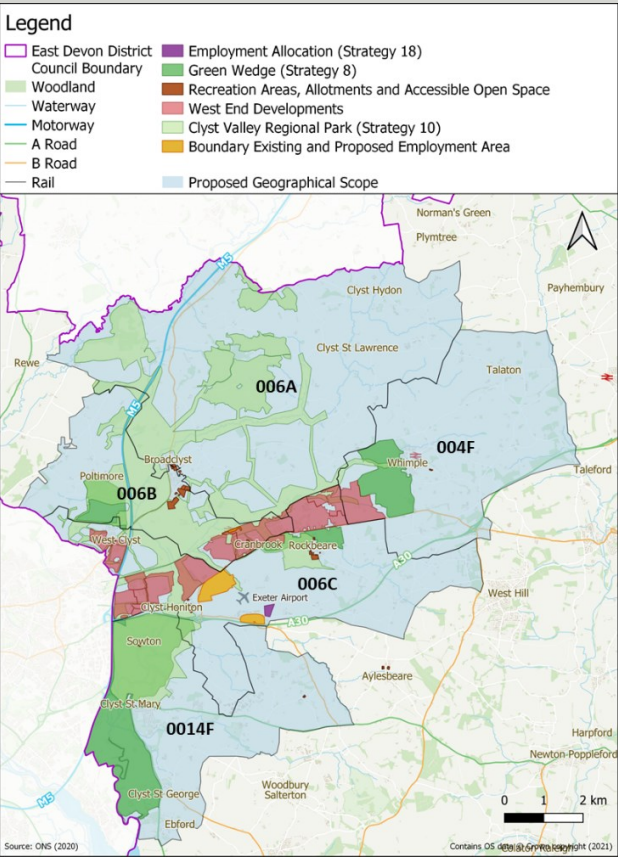 Legend
East Devon District
Council Boundary
Woodland
Waterway
Motorway
A Road
B Road
Rail
Employment Allocation (Strategy 18)
Green Wedge (Strategy 8)
Recreation Areas, Allotments and Accessible Open Space
West End Developments
Clyst Valley Regional Park (Strategy 10)
Boundary Existing and Proposed Employment Area
Proposed Geographical Scope
Norman's Green
Plymtree
M5
Clyst Hydon
Payhembury
Clyst St Lawrence
Rewe
Talaton
006A
M5
004F
Broadclyst
Whimple
Taleford
Poltimore
006B
West Clyst
Cranbrook
Rockbeare
A30
006C
West Hill
Exeter Airport
Clyst Honiton
A30
Sowton
Aylesbeare
Clyst St Mary
0014F
Harpford
Newton-Poppleford
Woodbury
Salterton
Clyst St George
M5
Ebford
0 1 2 km
Source: ONS (2020)
Contains OS data © Crown copyright (2021)
Colaton Raleigh